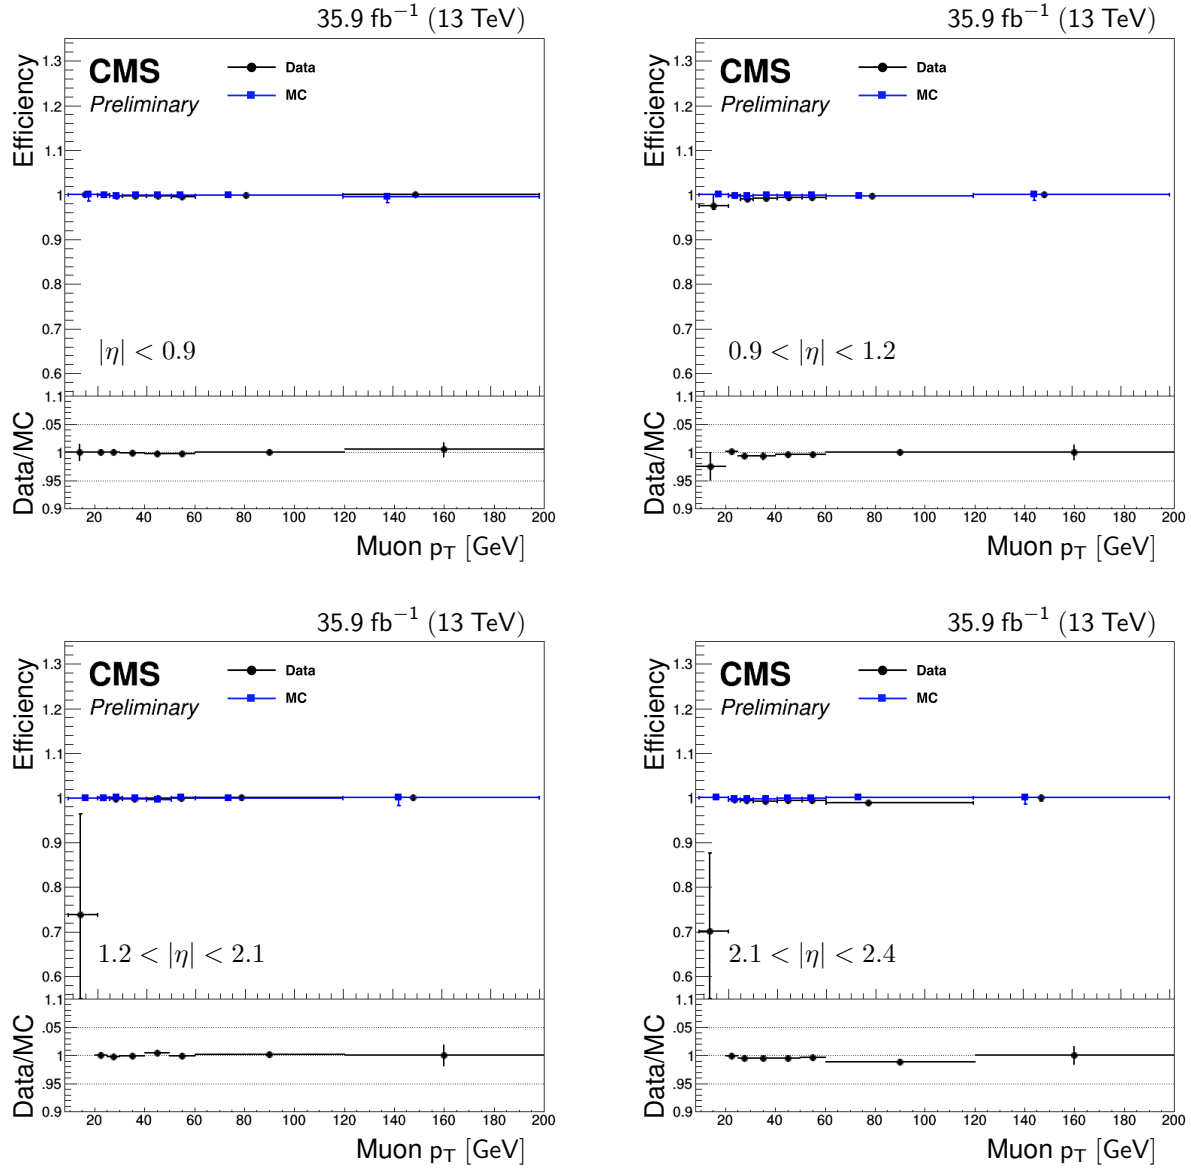 35.9 fb⁻¹ (13 TeV)
Efficiency
CMS
Preliminary
Data
MC
1.3
1.2
1.1
1
0.9
0.8
0.7
0.6
|η| < 0.9
Data/MC
1.1
.05
1
.95
0.9
20 40 60 80 100 120 140 160 180 200
Muon p_T [GeV]
35.9 fb⁻¹ (13 TeV)
Efficiency
CMS
Preliminary
Data
MC
1.3
1.2
1.1
1
0.9
0.8
0.7
0.6
0.9 < |η| < 1.2
Data/MC
1.1
.05
1
.95
0.9
20 40 60 80 100 120 140 160 180 200
Muon p_T [GeV]
35.9 fb⁻¹ (13 TeV)
Efficiency
CMS
Preliminary
Data
MC
1.3
1.2
1.1
1
0.9
0.8
0.7
0.6
1.2 < |η| < 2.1
Data/MC
1.1
.05
1
.95
0.9
20 40 60 80 100 120 140 160 180 200
Muon p_T [GeV]
35.9 fb⁻¹ (13 TeV)
Efficiency
CMS
Preliminary
Data
MC
1.3
1.2
1.1
1
0.9
0.8
0.7
0.6
2.1 < |η| < 2.4
Data/MC
1.1
.05
1
.95
0.9
20 40 60 80 100 120 140 160 180 200
Muon p_T [GeV]